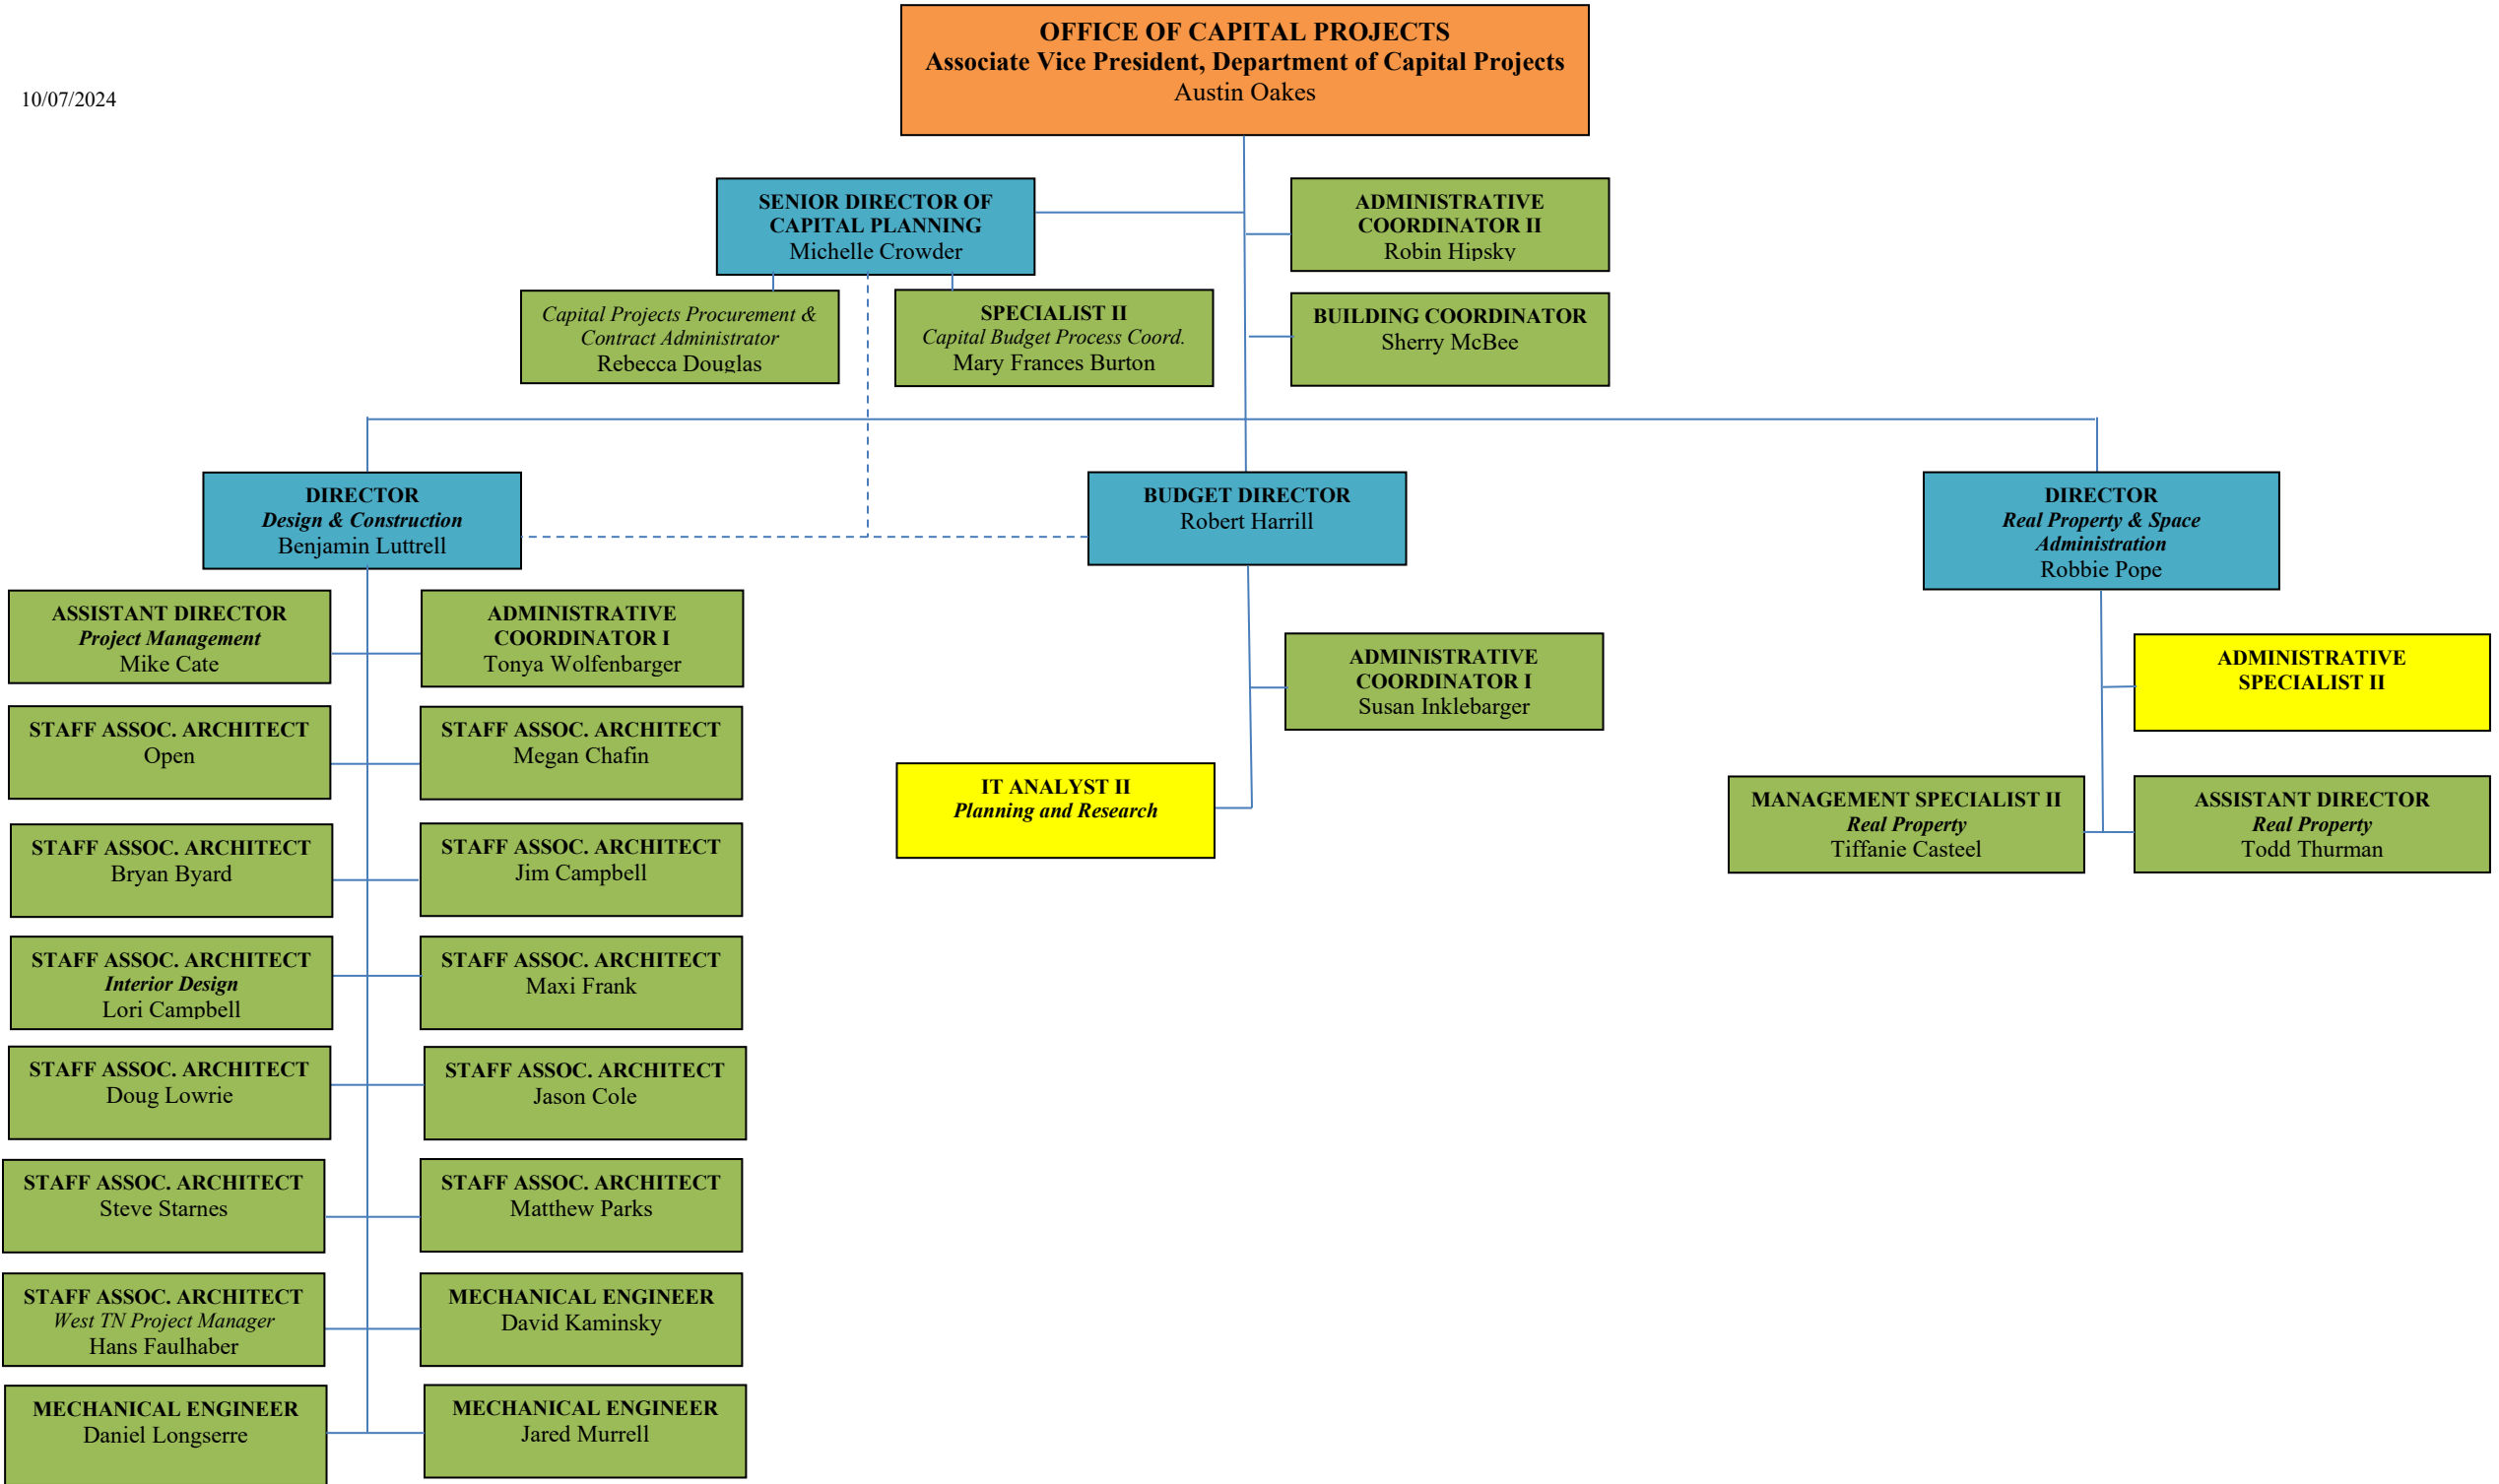 OFFICE OF CAPITAL PROJECTS
Associate Vice President, Department of Capital Projects
Austin Oakes
10/07/2024
SENIOR DIRECTOR OF
CAPITAL PLANNING
Michelle Crowder
ADMINISTRATIVE
COORDINATOR II
Robin Hipsky
Capital Projects Procurement &
Contract Administrator
Rebecca Douglas
SPECIALIST II
Capital Budget Process Coord.
Mary Frances Burton
BUILDING COORDINATOR
Sherry McBee
DIRECTOR
Design & Construction
Benjamin Luttrell
BUDGET DIRECTOR
Robert Harrill
DIRECTOR
Real Property & Space
Administration
Robbie Pope
ASSISTANT DIRECTOR
Project Management
Mike Cate
ADMINISTRATIVE
COORDINATOR I
Tonya Wolfenbarger
STAFF ASSOC. ARCHITECT
Open
STAFF ASSOC. ARCHITECT
Megan Chafin
STAFF ASSOC. ARCHITECT
Bryan Byard
STAFF ASSOC. ARCHITECT
Jim Campbell
STAFF ASSOC. ARCHITECT
Interior Design
Lori Campbell
STAFF ASSOC. ARCHITECT
Maxi Frank
STAFF ASSOC. ARCHITECT
Doug Lowrie
STAFF ASSOC. ARCHITECT
Jason Cole
STAFF ASSOC. ARCHITECT
Steve Starnes
STAFF ASSOC. ARCHITECT
Matthew Parks
STAFF ASSOC. ARCHITECT
West TN Project Manager
Hans Faulhaber
MECHANICAL ENGINEER
David Kaminsky
MECHANICAL ENGINEER
Daniel Longserre
MECHANICAL ENGINEER
Jared Murrell
ADMINISTRATIVE
COORDINATOR I
Susan Inklebarger
IT ANALYST II
Planning and Research
ADMINISTRATIVE
SPECIALIST II
MANAGEMENT SPECIALIST II
Real Property
Tiffanie Casteel
ASSISTANT DIRECTOR
Real Property
Todd Thurman